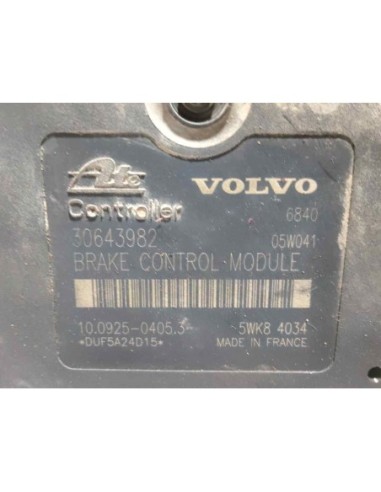 Ate VOLVO
Controller 6840
30643982 05W041
BRAKE CONTROL MODULE
10.0925-0405.3 5WK8 4034
*DUF5A24D15* MADE IN FRANCE